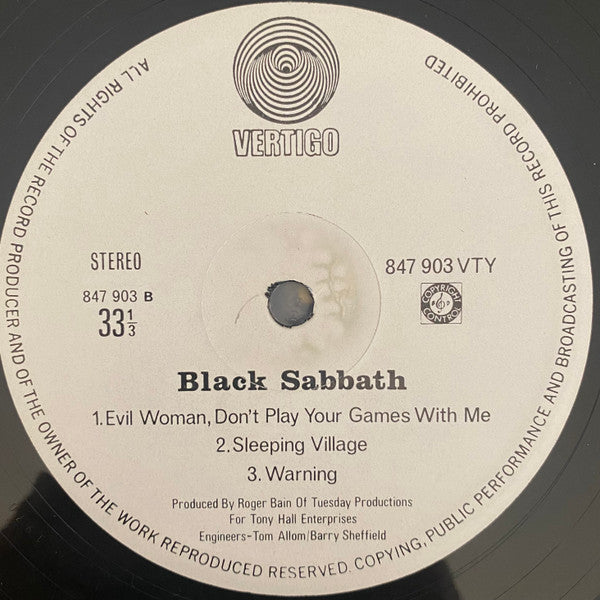 VERTIGO
ALL RIGHTS OF THE RECORD PRODUCER AND OF THE OWNER OF THE WORK REPRODUCED RESERVED. COPYING, PUBLIC PERFORMANCE AND BROADCASTING OF THIS RECORD PROHIBITED
STEREO
847 903 VTY
847 903 B
33 1/3
COPYRIGHT
CONTROL
Black Sabbath
1.Evil Woman, Don't Play Your Games With Me
2.Sleeping Village
3.Warning
Produced By Roger Bain Of Tuesday Productions
For Tony Hall Enterprises
Engineers-Tom Allom/Barry Sheffield